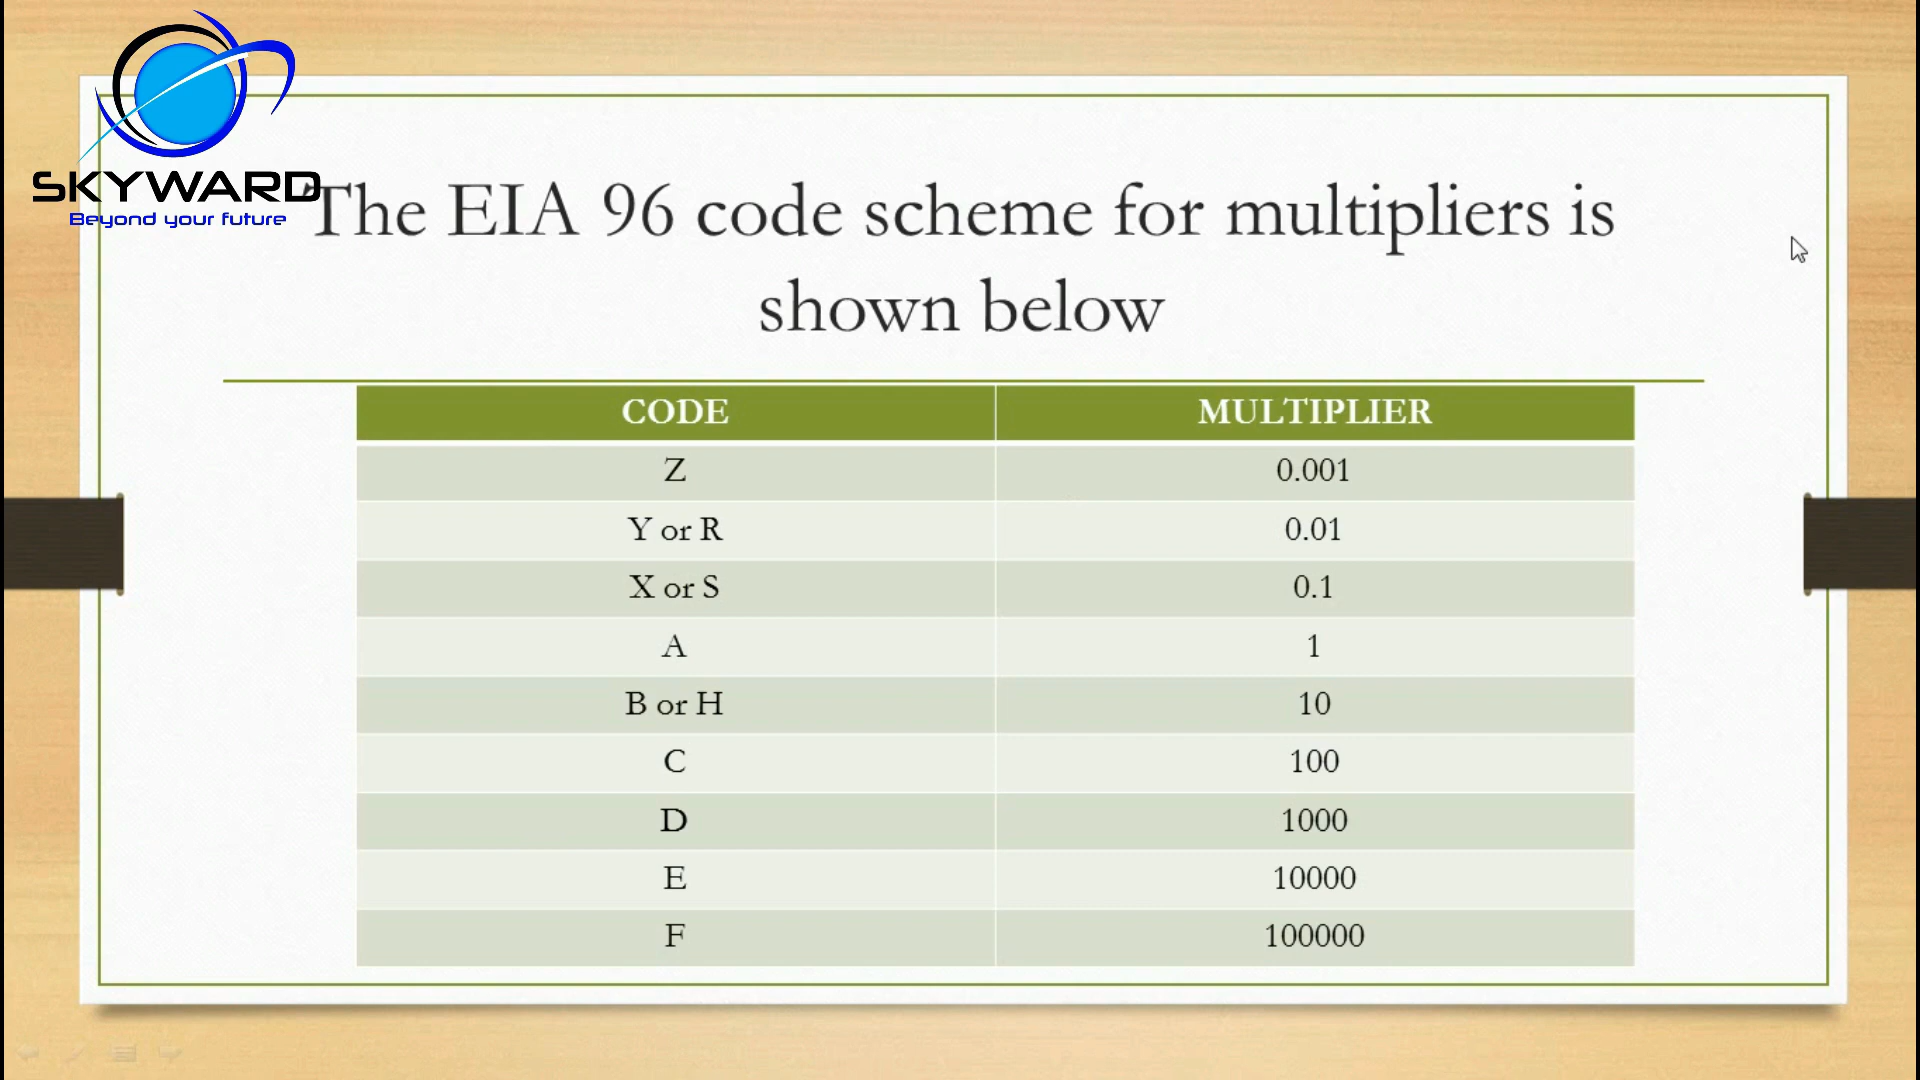 SKYWARD
Beyond your future
The EIA 96 code scheme for multipliers is
shown below
CODE MULTIPLIER
Z 0.001
Y or R 0.01
X or S 0.1
A 1
B or H 10
C 100
D 1000
E 10000
F 100000